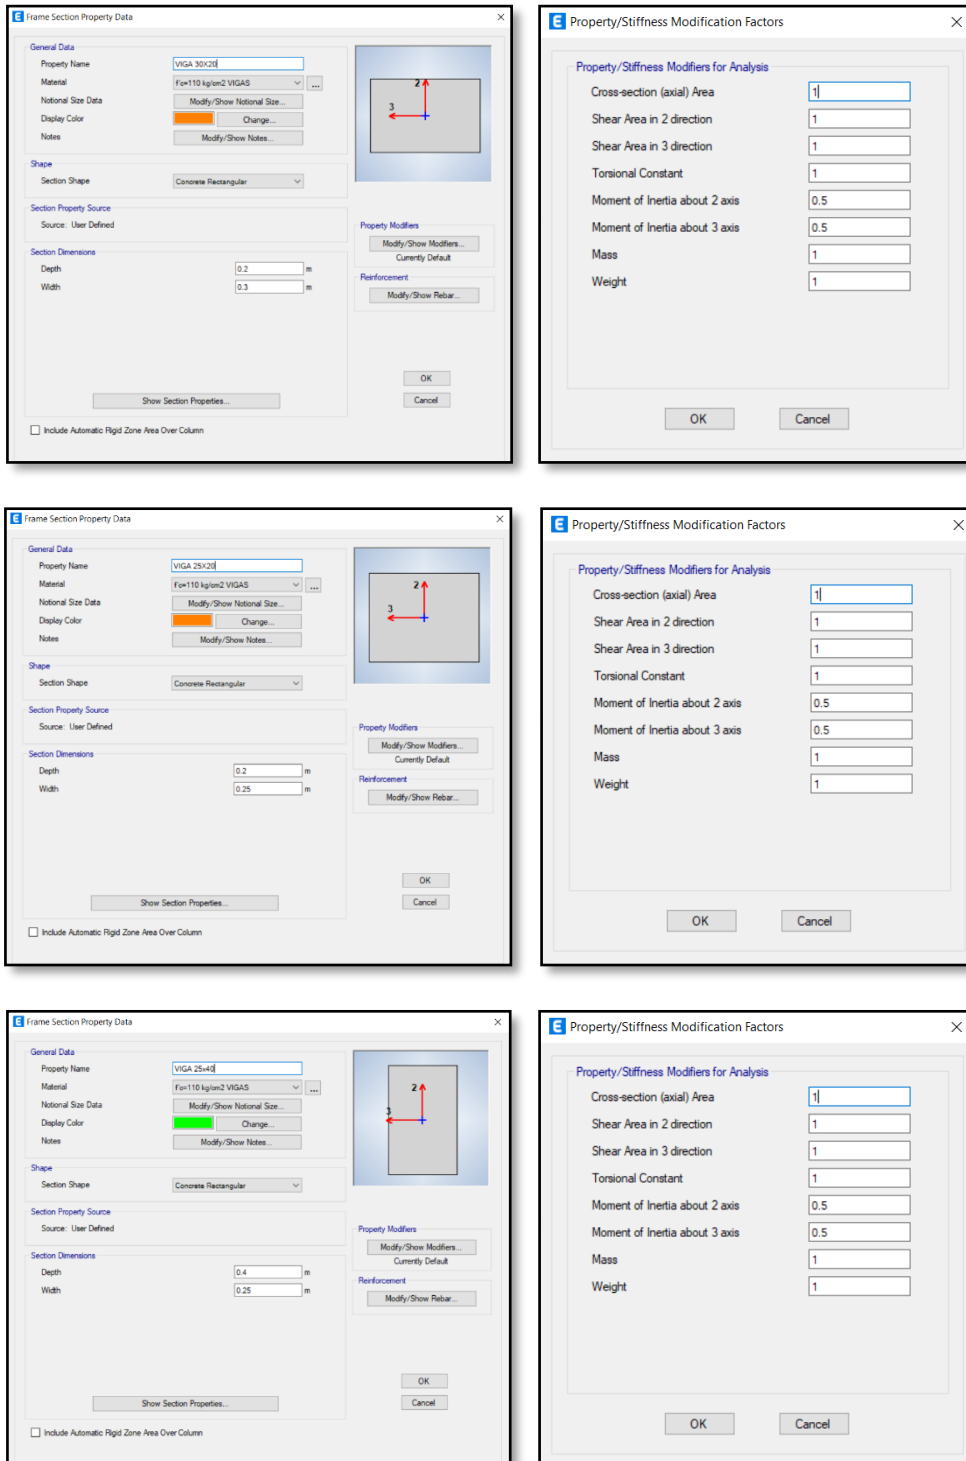 E Frame Section Property Data
General Data
Property Name VIGA 30X20
Material f'c=110 kg/cm2 VIGAS ...
Notional Size Data Modify/Show Notional Size...
Display Color Change...
Notes Modify/Show Notes...
Shape
Section Shape Concrete Rectangular
Section Property Source
Source: User Defined
Section Dimensions
Depth 0.2 m
Width 0.3 m
Show Section Properties...
Include Automatic Rigid Zone Area Over Column
2
3
Property Modifiers
Modify/Show Modifiers...
Currently Default
Reinforcement
Modify/Show Rebar...
OK
Cancel
E Property/Stiffness Modification Factors
Property/Stiffness Modifiers for Analysis
Cross-section (axial) Area 1
Shear Area in 2 direction 1
Shear Area in 3 direction 1
Torsional Constant 1
Moment of Inertia about 2 axis 0.5
Moment of Inertia about 3 axis 0.5
Mass 1
Weight 1
OK Cancel
E Frame Section Property Data
General Data
Property Name VIGA 25X20
Material f'c=110 kg/cm2 VIGAS ...
Notional Size Data Modify/Show Notional Size...
Display Color Change...
Notes Modify/Show Notes...
Shape
Section Shape Concrete Rectangular
Section Property Source
Source: User Defined
Section Dimensions
Depth 0.2 m
Width 0.25 m
Show Section Properties...
Include Automatic Rigid Zone Area Over Column
2
3
Property Modifiers
Modify/Show Modifiers...
Currently Default
Reinforcement
Modify/Show Rebar...
OK
Cancel
E Property/Stiffness Modification Factors
Property/Stiffness Modifiers for Analysis
Cross-section (axial) Area 1
Shear Area in 2 direction 1
Shear Area in 3 direction 1
Torsional Constant 1
Moment of Inertia about 2 axis 0.5
Moment of Inertia about 3 axis 0.5
Mass 1
Weight 1
OK Cancel
E Frame Section Property Data
General Data
Property Name VIGA 25x40
Material f'c=110 kg/cm2 VIGAS ...
Notional Size Data Modify/Show Notional Size...
Display Color Change...
Notes Modify/Show Notes...
Shape
Section Shape Concrete Rectangular
Section Property Source
Source: User Defined
Section Dimensions
Depth 0.4 m
Width 0.25 m
Show Section Properties...
Include Automatic Rigid Zone Area Over Column
2
3
Property Modifiers
Modify/Show Modifiers...
Currently Default
Reinforcement
Modify/Show Rebar...
OK
Cancel
E Property/Stiffness Modification Factors
Property/Stiffness Modifiers for Analysis
Cross-section (axial) Area 1
Shear Area in 2 direction 1
Shear Area in 3 direction 1
Torsional Constant 1
Moment of Inertia about 2 axis 0.5
Moment of Inertia about 3 axis 0.5
Mass 1
Weight 1
OK Cancel